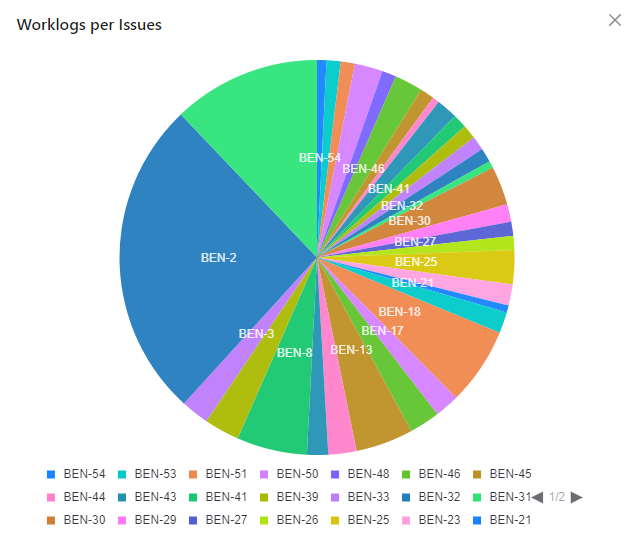 Worklogs per Issues
BEN-54
BEN-46
BEN-41
BEN-32
BEN-30
BEN-27
BEN-2
BEN-25
BEN-21
BEN-18
BEN-17
BEN-3
BEN-13
BEN-8
BEN-54 BEN-53 BEN-51 BEN-50 BEN-48 BEN-46 BEN-45
BEN-44 BEN-43 BEN-41 BEN-39 BEN-33 BEN-32 BEN-31 1/2
BEN-30 BEN-29 BEN-27 BEN-26 BEN-25 BEN-23 BEN-21